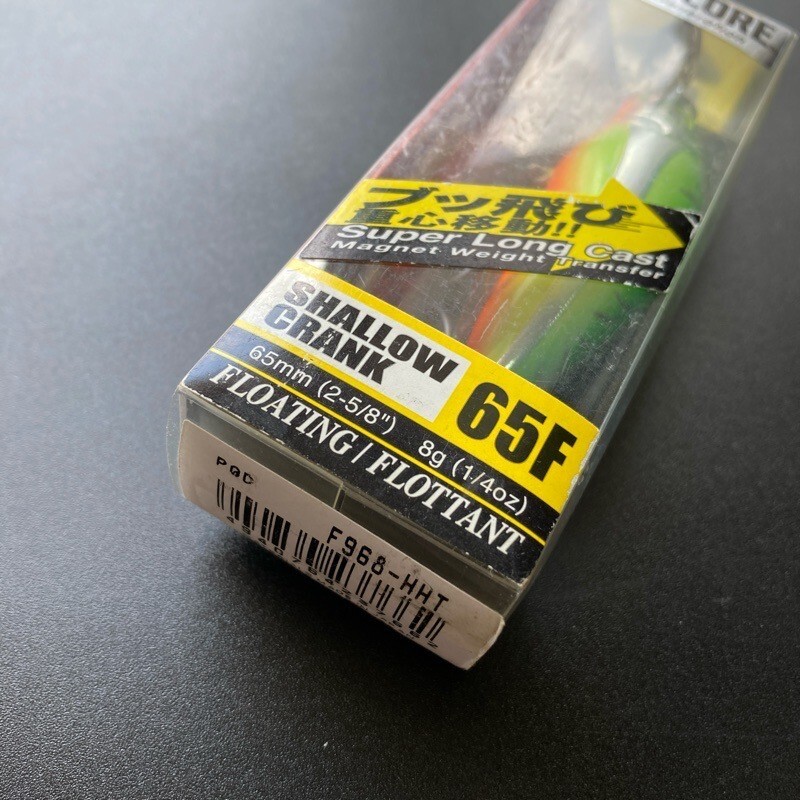 CORE
ブッ飛び
重心移動!!
Super Long Cast
Magnet Weight Transfer
SHALLOW
CRANK
65F
65mm (2-5/8") 8g (1/4oz)
FLOATING / FLOTTANT
PQD
F968-HHT